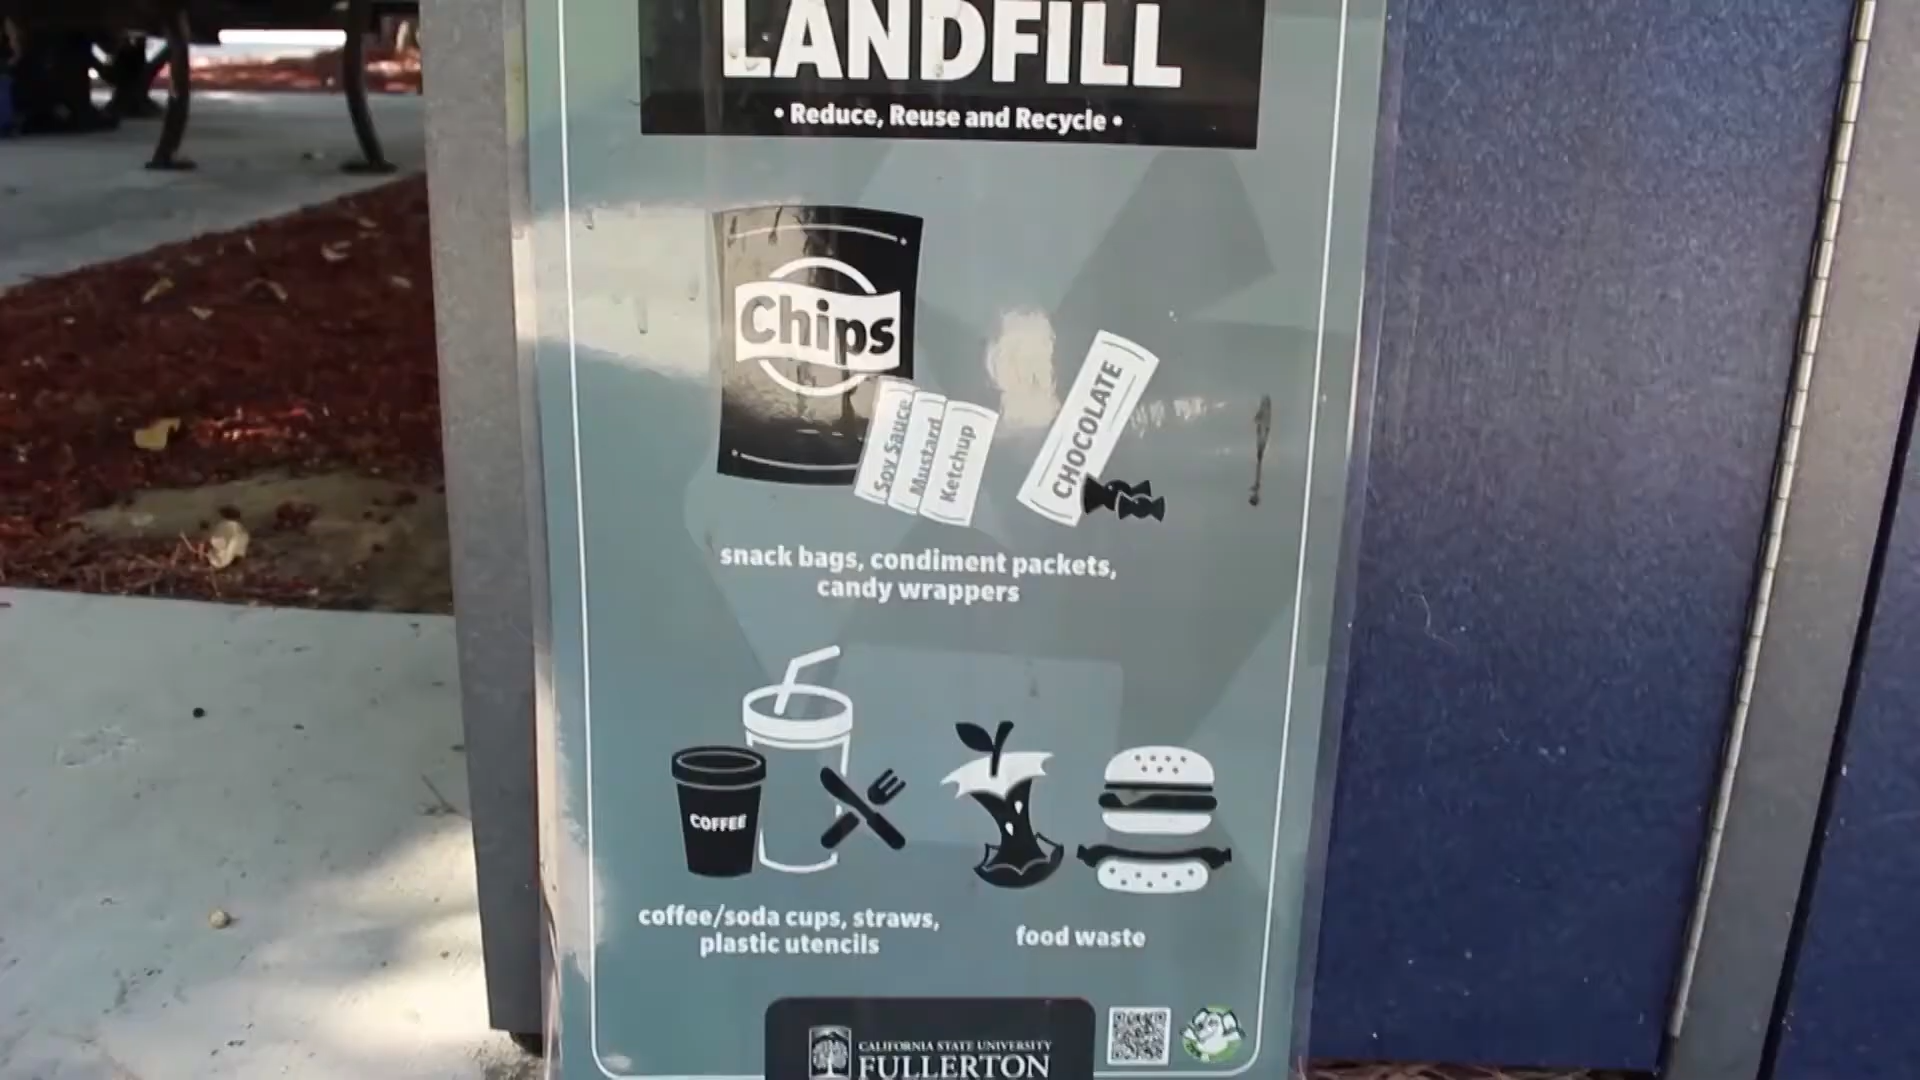 LANDFILL
• Reduce, Reuse and Recycle •
Chips
Soy Sauce
Mustard
Ketchup
CHOCOLATE
snack bags, condiment packets,
candy wrappers
COFFEE
coffee/soda cups, straws,
plastic utensils
food waste
CALIFORNIA STATE UNIVERSITY
FULLERTON